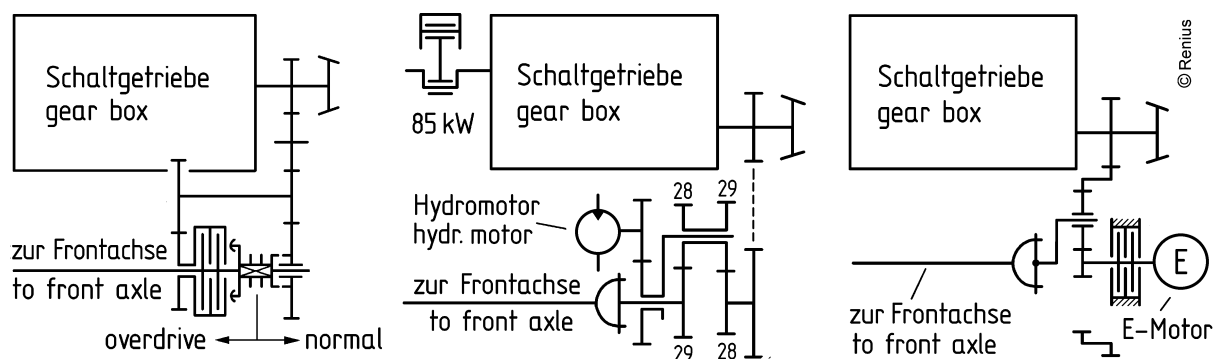 Schaltgetriebe
gear box
zur Frontachse
to front axle
overdrive
normal
Schaltgetriebe
gear box
85 kW
Hydromotor
hydr. motor
28
29
zur Frontachse
to front axle
29
28
Schaltgetriebe
gear box
© Renius
E
zur Frontachse
to front axle
E-Motor